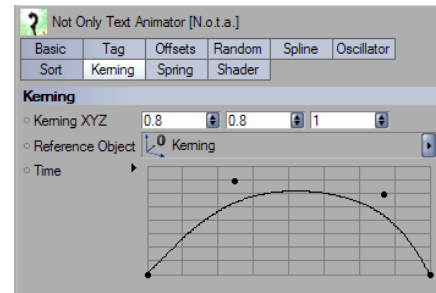 Not Only Text Animator [N.o.t.a.]
Basic Tag Offsets Random Spline Oscillator
Sort Kerning Spring Shader
Kerning
Kerning XYZ 0.8 0.8 1
Reference Object 0 Kerning
Time